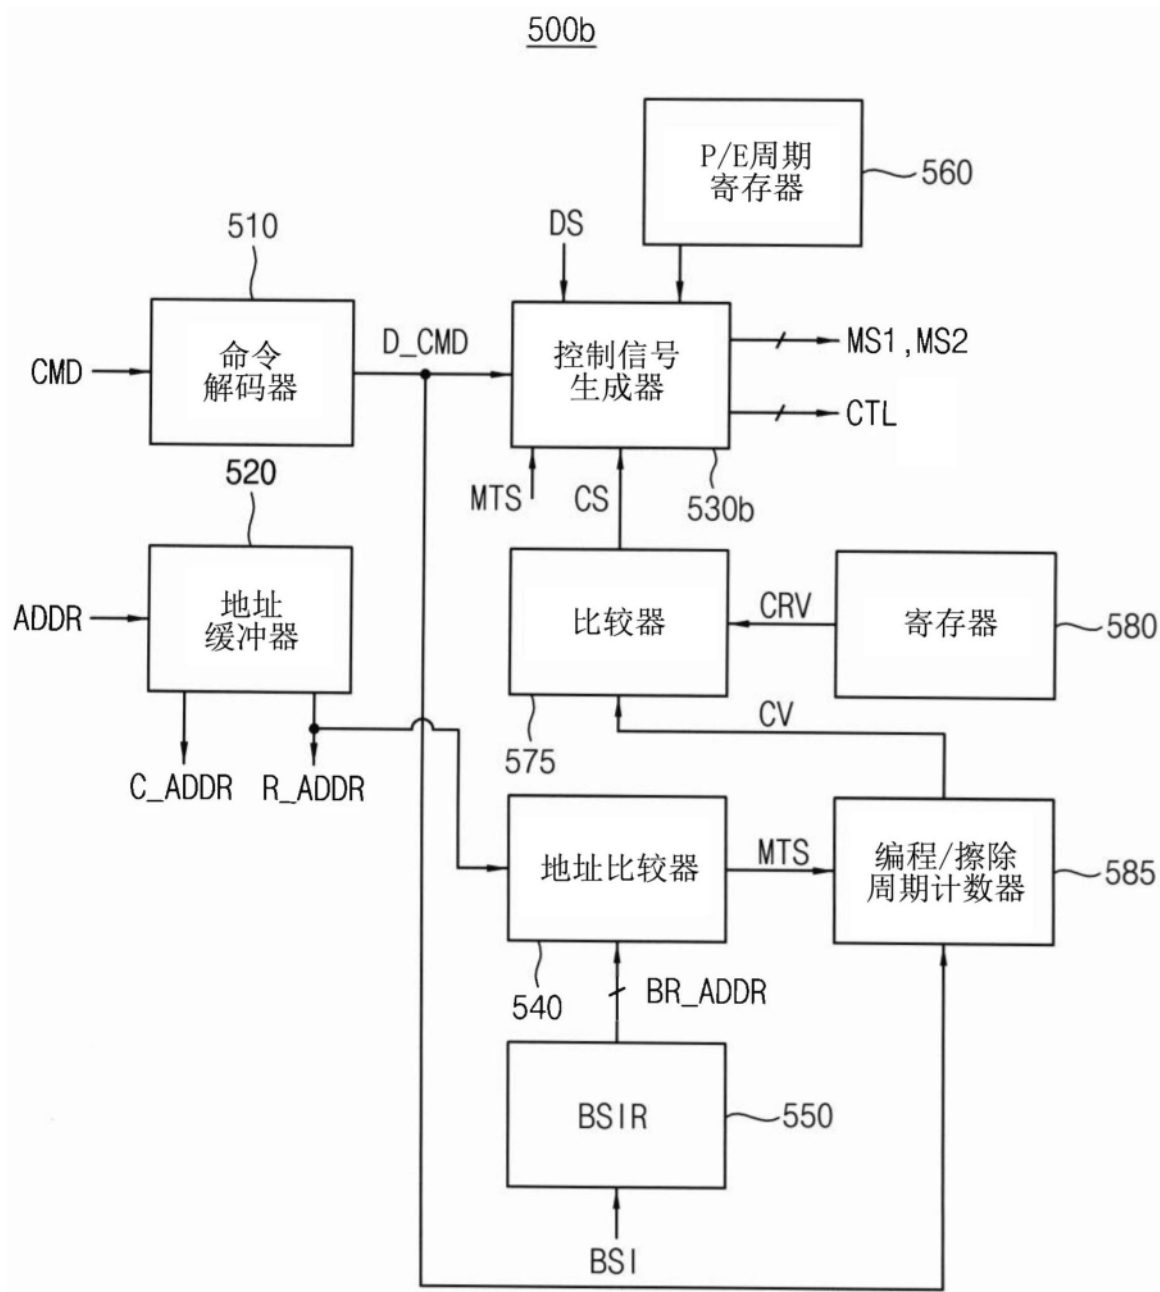 500b
P/E周期
寄存器
560
510
DS
命令
解码器
CMD
D_CMD
控制信号
生成器
MS1,MS2
CTL
520
MTS
CS
530b
ADDR
地址
缓冲器
比较器
CRV
寄存器
580
CV
575
C_ADDR
R_ADDR
地址比较器
MTS
编程/擦除
周期计数器
585
540
BR_ADDR
BSIR
550
BSI